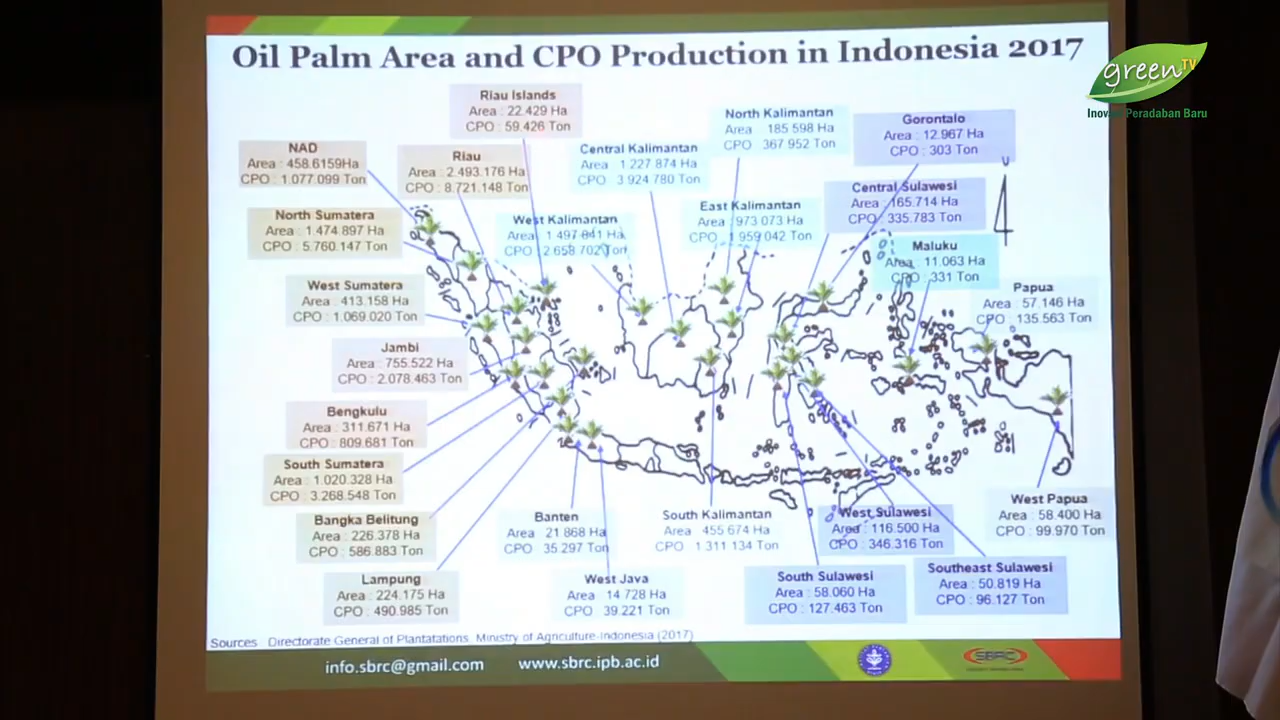 Oil Palm Area and CPO Production in Indonesia 2017
green TV
Inovasi Peradaban Baru
Riau Islands
Area : 22.429 Ha
CPO : 59.426 Ton
North Kalimantan
Area 185 598 Ha
CPO 367 952 Ton
Gorontalo
Area : 12.967 Ha
CPO : 303 Ton
NAD
Area : 458.6159Ha
CPO : 1.077.099 Ton
Riau
Area : 2.493.176 Ha
CPO : 8.721.148 Ton
Central Kalimantan
Area : 1 227 874 Ha
CPO : 3 924 780 Ton
Central Sulawesi
Area : 165.714 Ha
CPO : 335.783 Ton
North Sumatera
Area : 1 474.897 Ha
CPO : 5.760.147 Ton
West Kalimantan
Area : 1 497 841 Ha
CPO : 2 658 702 Ton
East Kalimantan
Area : 973 073 Ha
CPO : 1 959 042 Ton
Maluku
Area : 11.063 Ha
CPO : 331 Ton
West Sumatera
Area : 413.158 Ha
CPO : 1.069.020 Ton
Papua
Area : 57.146 Ha
CPO : 135.563 Ton
Jambi
Area : 755.522 Ha
CPO : 2.078.463 Ton
Bengkulu
Area : 311.671 Ha
CPO : 809.681 Ton
South Sumatera
Area : 1.020.328 Ha
CPO : 3.268.548 Ton
Bangka Belitung
Area : 226.378 Ha
CPO : 586.883 Ton
Banten
Area 21 868 Ha
CPO : 35.297 Ton
South Kalimantan
Area : 455 674 Ha
CPO : 1 311 134 Ton
West Sulawesi
Area : 116.500 Ha
CPO : 346.316 Ton
West Papua
Area : 58.400 Ha
CPO : 99.970 Ton
Lampung
Area : 224.175 Ha
CPO : 490.985 Ton
West Java
Area 14 728 Ha
CPO : 39 221 Ton
South Sulawesi
Area : 58.060 Ha
CPO : 127.463 Ton
Southeast Sulawesi
Area : 50.819 Ha
CPO : 96.127 Ton
Sources Directorate General of Plantatations. Ministry of Agriculture-Indonesia (2017)
info.sbrc@gmail.com www.sbrc.ipb.ac.id
SBRC